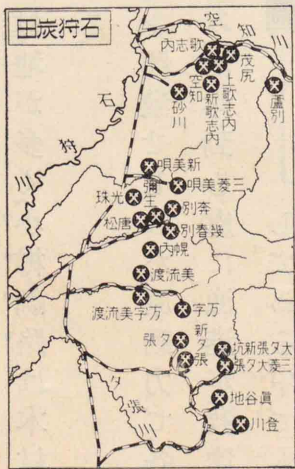 石狩炭田
空知川
石狩川
歌志内
茂尻
上歌志内
空知
新歌志内
蘆別
砂川
新美唄
三菱美唄
彌生
光珠
奔別
唐松
幾春別
幌内
美流渡
万字美流渡
万字
夕張
新夕張
大夕張新坑
三菱大夕張
眞谷地
登川
夕張川